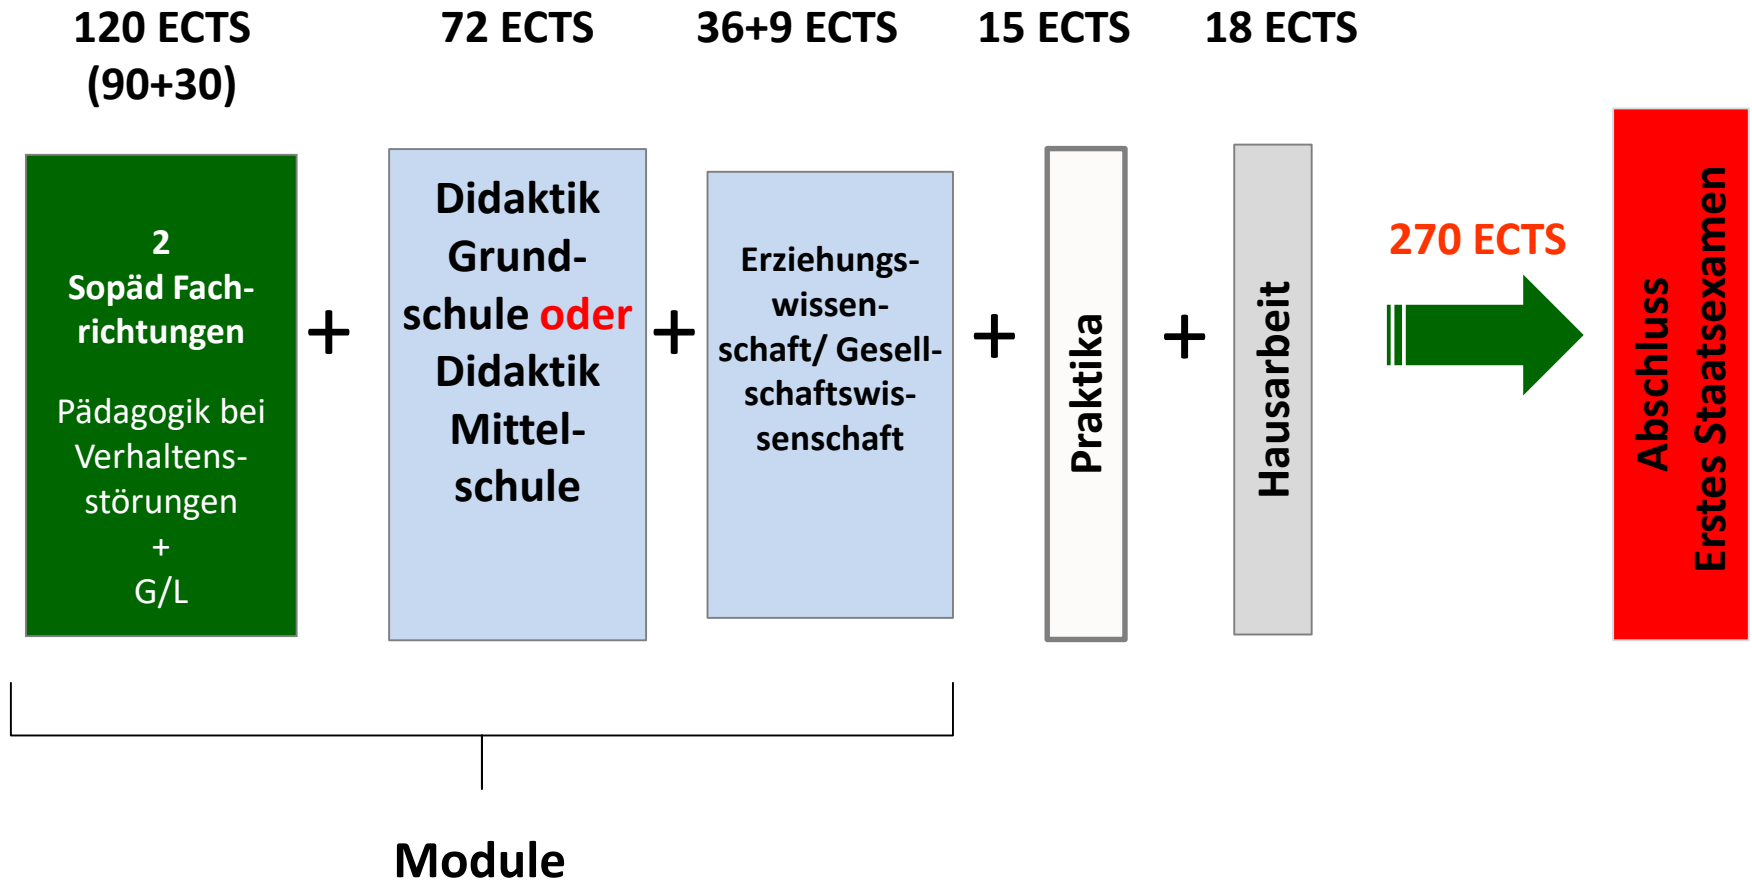 120 ECTS
(90+30)
72 ECTS
36+9 ECTS
15 ECTS
18 ECTS
2
Sopäd Fach-
richtungen
Pädagogik bei
Verhaltens-
störungen
+
G/L
+
Didaktik
Grund-
schule oder
Didaktik
Mittel-
schule
+
Erziehungs-
wissen-
schaft/ Gesell-
schaftswis-
senschaft
+
Praktika
+
Hausarbeit
270 ECTS
Abschluss
Erstes Staatsexamen
Module